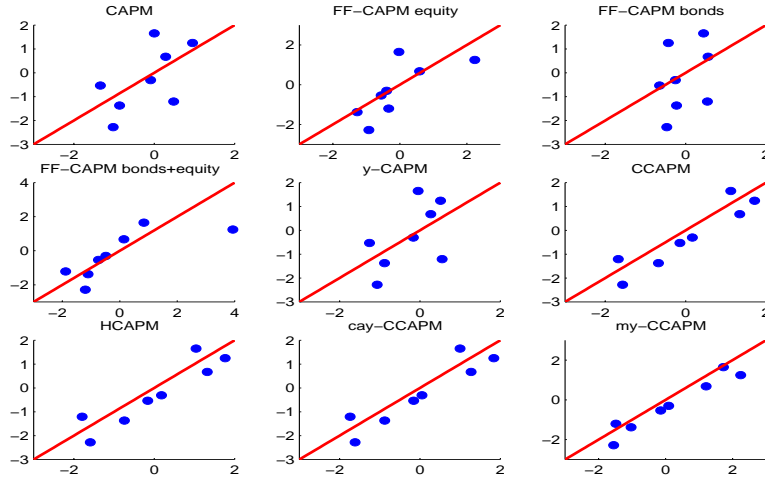 CAPM FF−CAPM equity FF−CAPM bonds
2 2 2
1 1
0 0 0
−1 −1
−2 −2 −2
−3 −3
−2 0 2 −2 0 2 −2 0 2
FF−CAPM bonds+equity y−CAPM CCAPM
4 2 2
2 1 1
0 0 0
−1 −1
−2 −2 −2
−3 −3
−2 0 2 4 −2 0 2 −2 0 2
HCAPM cay−CCAPM my−CCAPM
2 2
1 1 2
0 0 0
−1 −1
−2 −2 −2
−3 −3
−2 0 2 −2 0 2 −2 0 2